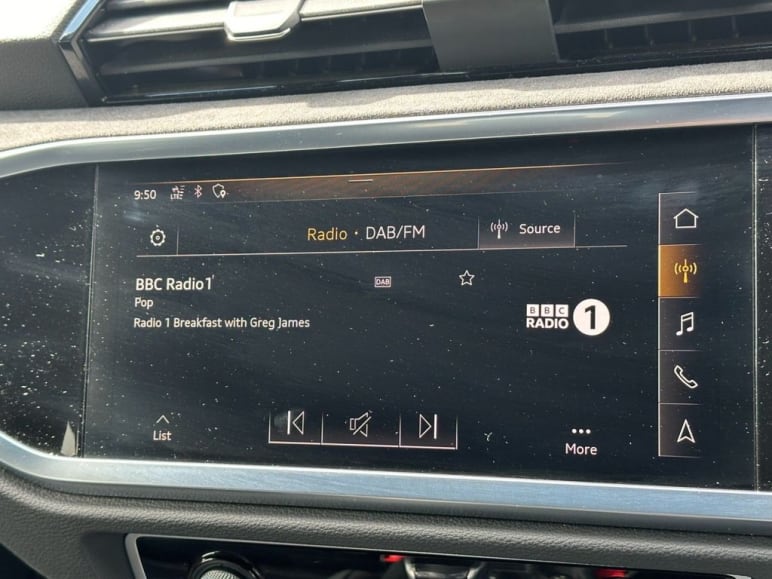 9:50 LTE
Radio • DAB/FM
Source
BBC Radio 1
DAB
Pop
Radio 1 Breakfast with Greg James
BBC
RADIO 1
List
More